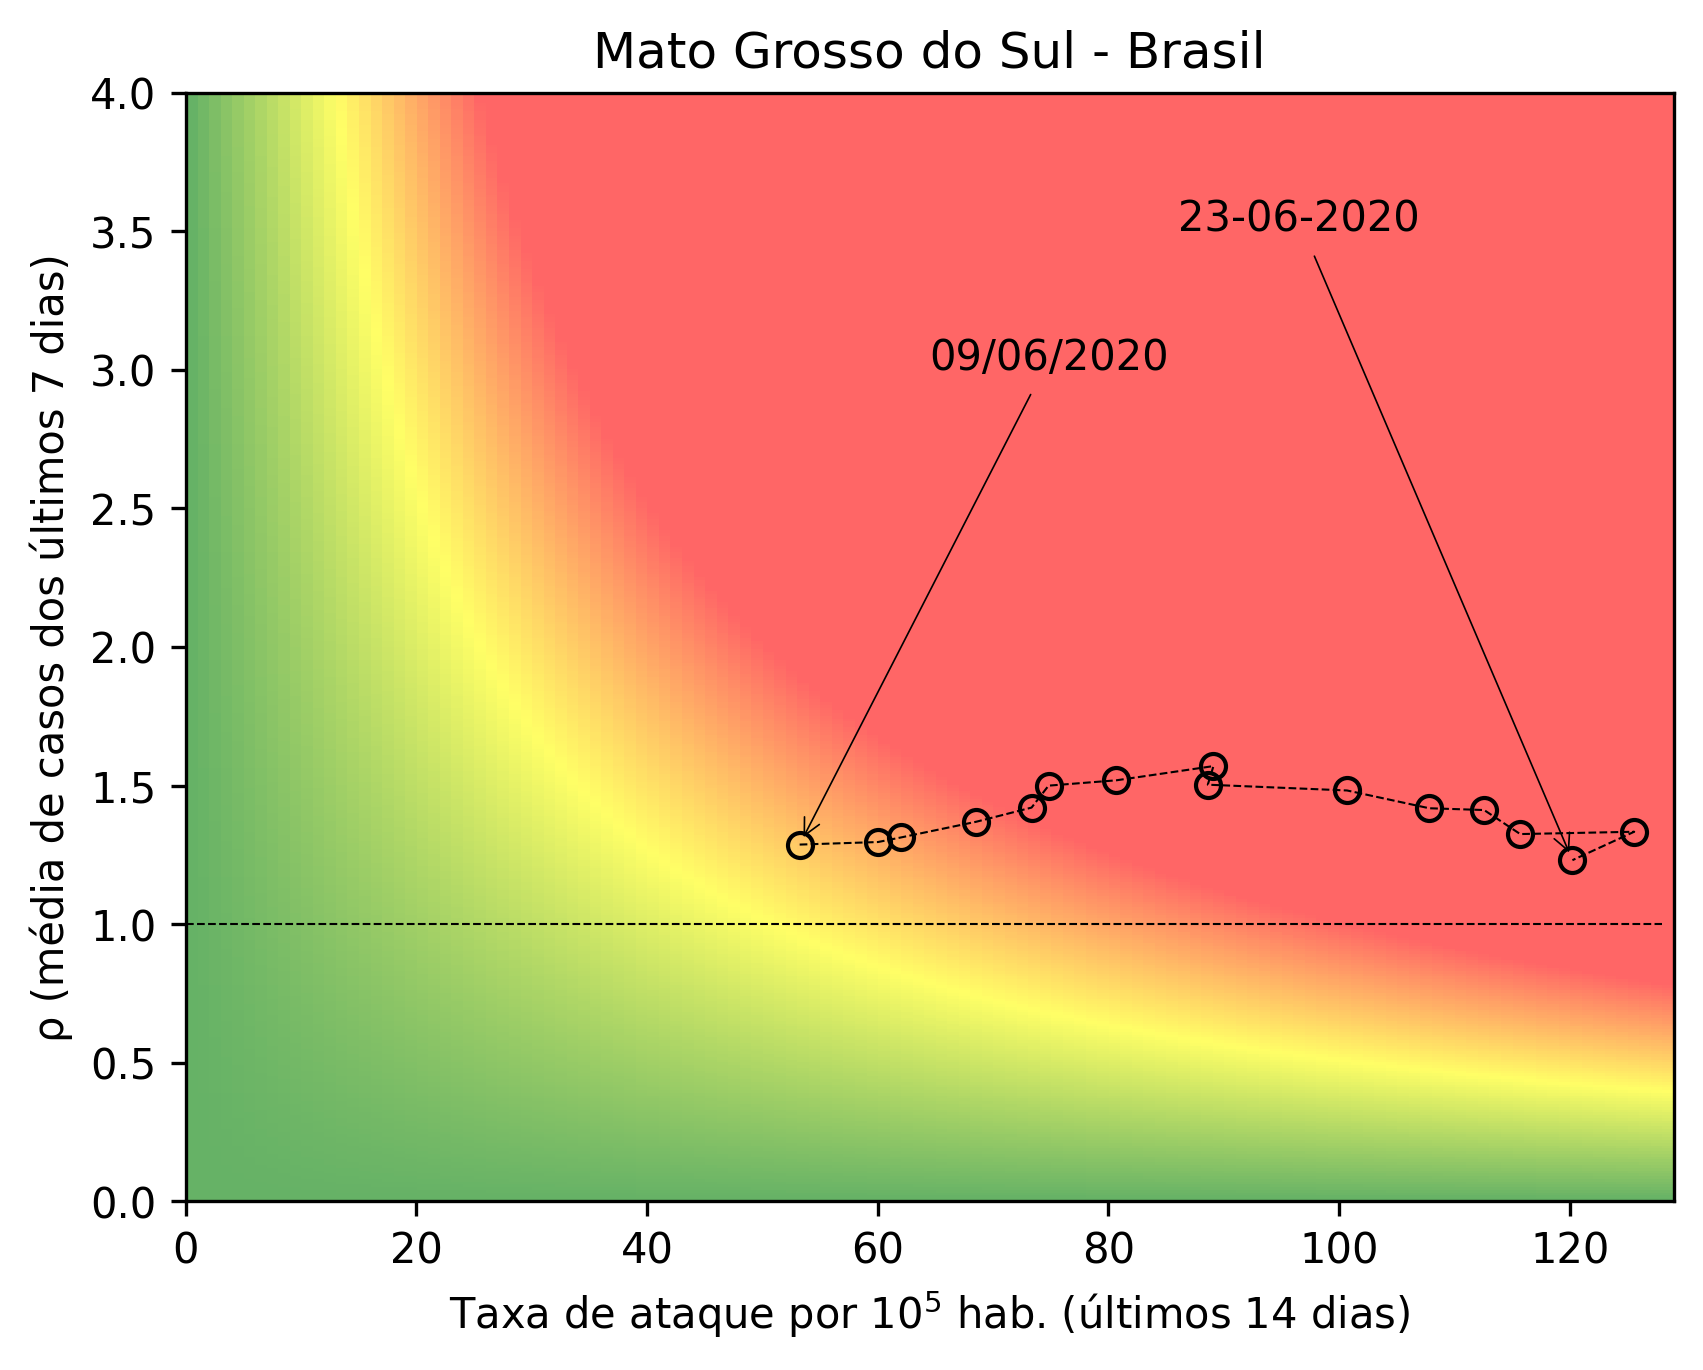 Mato Grosso do Sul - Brasil
4.0
3.5
3.0
2.5
2.0
1.5
1.0
0.5
0.0
ρ (média de casos dos últimos 7 dias)
23-06-2020
09/06/2020
0 20 40 60 80 100 120
Taxa de ataque por 10⁵ hab. (últimos 14 dias)